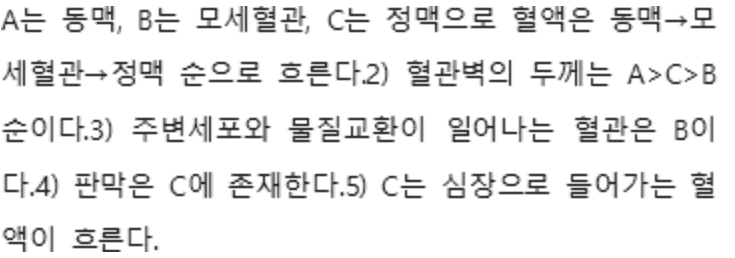 A는 동맥, B는 모세혈관, C는 정맥으로 혈액은 동맥→모
세혈관→정맥 순으로 흐른다.2) 혈관벽의 두께는 A>C>B
순이다.3) 주변세포와 물질교환이 일어나는 혈관은 B이
다.4) 판막은 C에 존재한다.5) C는 심장으로 들어가는 혈
액이 흐른다.